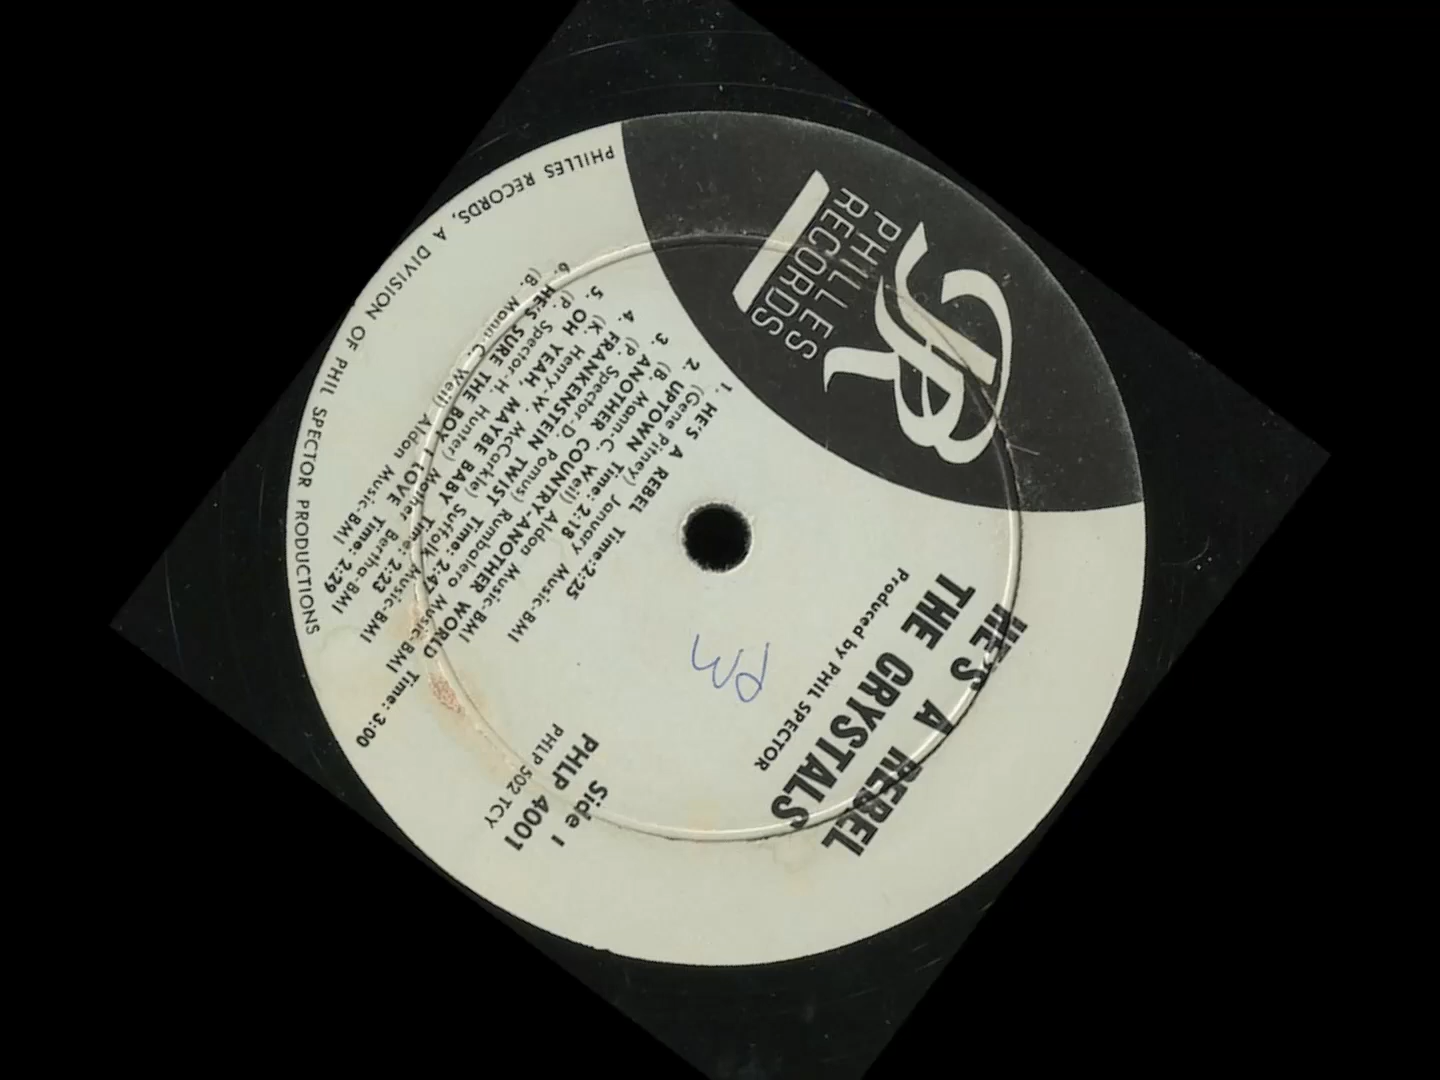 PHILLES
RECORDS
HE'S A REBEL
THE CRYSTALS
Produced by PHIL SPECTOR
Side 1
PHLP 4001
PHLP 502 TCY
1. HE'S A REBEL Time:2:25
(Gene Pitney) January Music-BMI
2. UPTOWN Time: 2:18
(B. Mann-C. Weil) Aldon Music-BMI
3. ANOTHER COUNTRY-ANOTHER WORLD Time: 3:00
(P. Spector-D. Pomus) Rumbalero Music-BMI
4. FRANKENSTEIN TWIST Time: 2:47
(K. Henry-W. McCarkle) Suffolk Music-BMI
5. OH YEAH, MAYBE BABY Time: 2:23
(P. Spector-H. Hunter) Mother Bertha-BMI
6. HE'S SURE THE BOY I LOVE Time: 2:29
(B. Mann-C. Weil) Aldon Music-BMI
PHILLES RECORDS, A DIVISION OF PHIL SPECTOR PRODUCTIONS